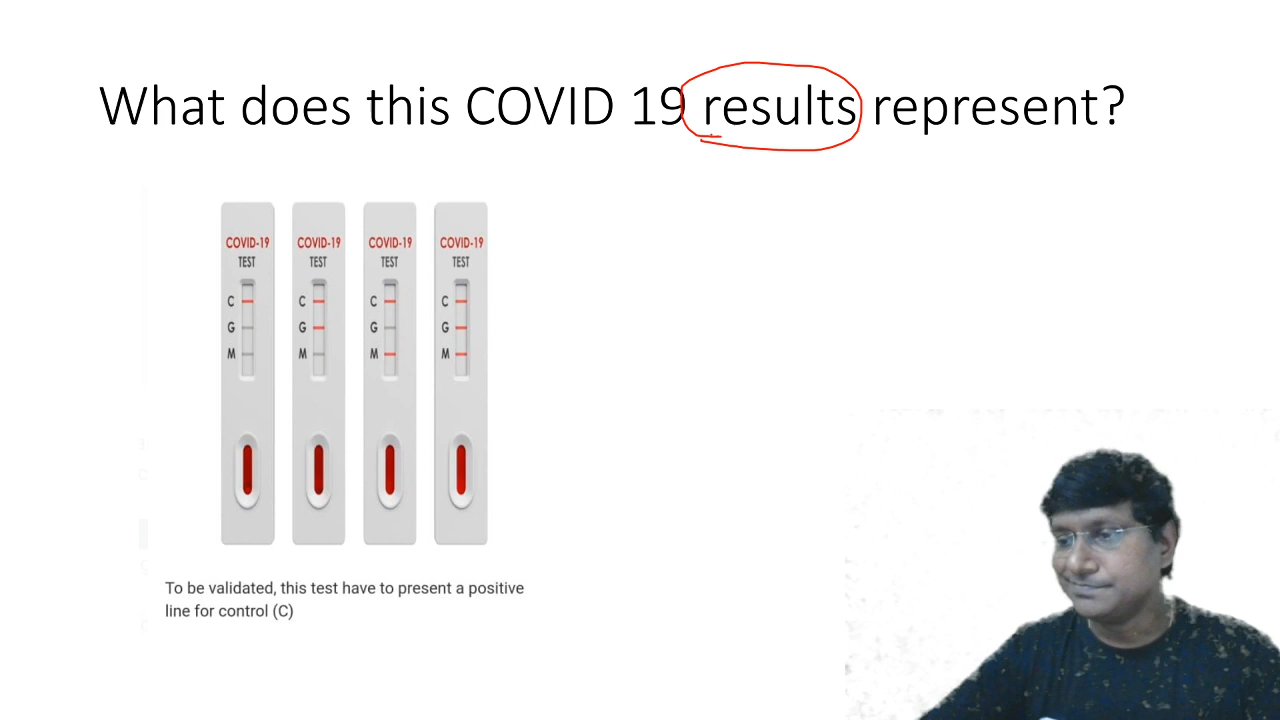 What does this COVID 19 results represent?
COVID-19 COVID-19 COVID-19 COVID-19
TEST TEST TEST TEST
C C C C
G G G G
M M M M
To be validated, this test have to present a positive
line for control (C)